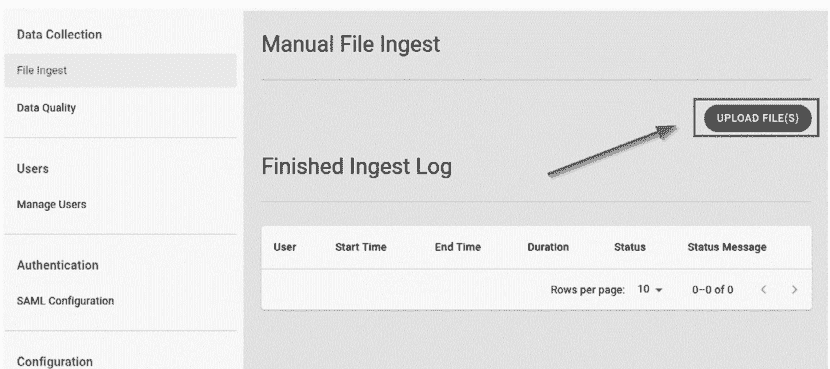 Data Collection
File Ingest
Data Quality
Users
Manage Users
Authentication
SAML Configuration
Configuration
Manual File Ingest
UPLOAD FILE(S)
Finished Ingest Log
User Start Time End Time Duration Status Status Message
Rows per page: 10 0–0 of 0